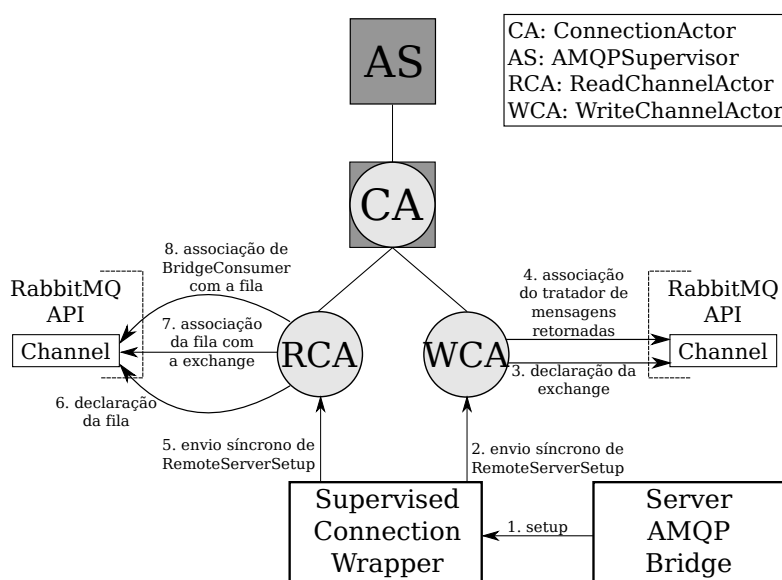 AS
CA: ConnectionActor
AS: AMQPSupervisor
RCA: ReadChannelActor
WCA: WriteChannelActor
CA
8. associação de
BridgeConsumer
com a fila
4. associação
do tratador de
mensagens
retornadas
RabbitMQ
API
Channel
7. associação
da fila com
a exchange
RCA
WCA
RabbitMQ
API
Channel
3. declaração da
exchange
6. declaração
da fila
5. envio síncrono de
RemoteServerSetup
2. envio síncrono de
RemoteServerSetup
Supervised
Connection
Wrapper
1. setup
Server
AMQP
Bridge